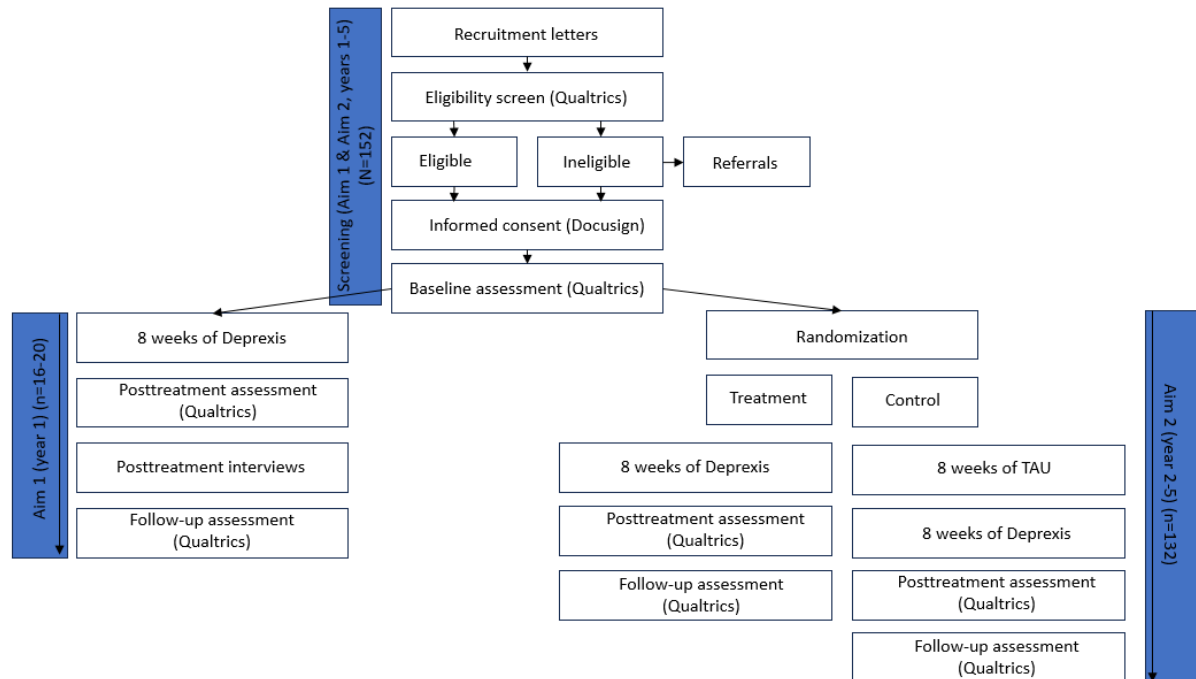 Recruitment letters
Screening (Aim 1 & Aim 2, years 1-5)
(N=152)
Eligibility screen (Qualtrics)
Eligible
Ineligible
Referrals
Informed consent (Docusign)
Baseline assessment (Qualtrics)
Aim 1 (year 1) (n=16-20)
8 weeks of Deprexis
Posttreatment assessment
(Qualtrics)
Posttreatment interviews
Follow-up assessment
(Qualtrics)
Randomization
Treatment
Control
8 weeks of Deprexis
Posttreatment assessment
(Qualtrics)
Follow-up assessment
(Qualtrics)
8 weeks of TAU
8 weeks of Deprexis
Posttreatment assessment
(Qualtrics)
Follow-up assessment
(Qualtrics)
Aim 2 (year 2-5) (n=132)